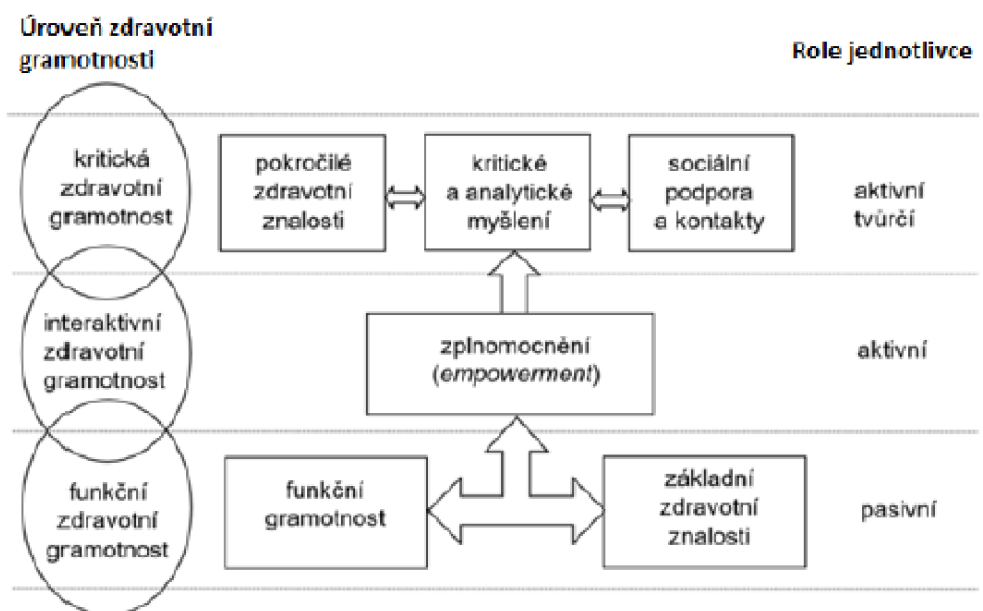 Úroveň zdravotní
gramotnosti
Role jednotlivce
kritická
zdravotní
gramotnost
pokročilé
zdravotní
znalosti
kritické
a analytické
myšlení
sociální
podpora
a kontakty
aktivní
tvůrčí
interaktivní
zdravotní
gramotnost
zplnomocnění
(empowerment)
aktivní
funkční
zdravotní
gramotnost
funkční
gramotnost
základní
zdravotní
znalosti
pasivní